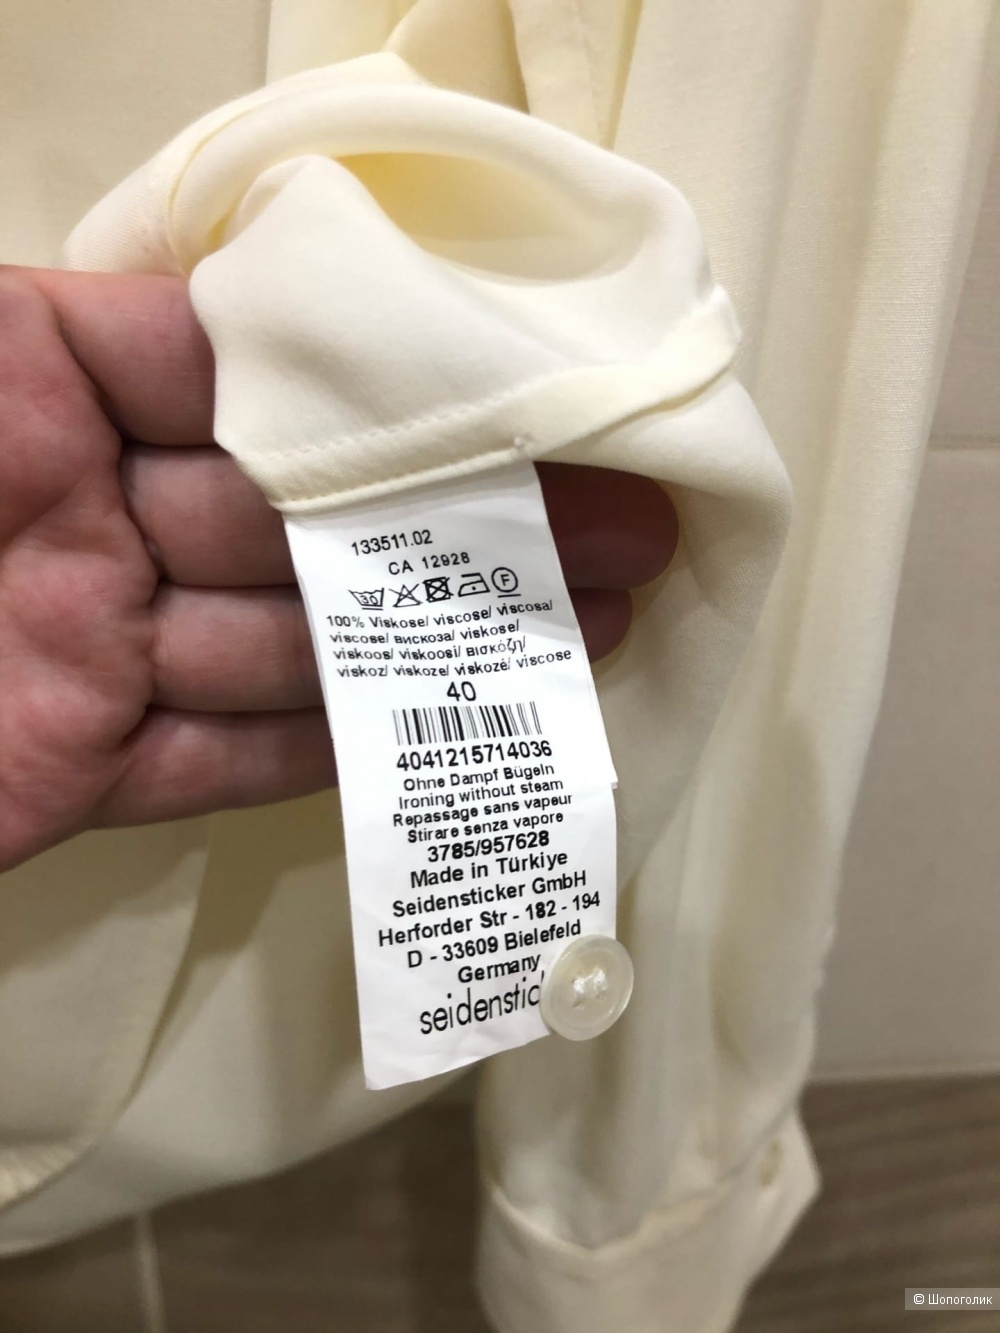 133511.02
CA 12928
30 F
100% Viskose/ viscose/ viscosa/
viscose/ вискоза/ viskose/
viskoos/ viskoosi/ βισκόζη/
viskoz/ viskoze/ viskozė/ viscose
40
4041215714036
Ohne Dampf Bügeln
Ironing without steam
Repassage sans vapeur
Stirare senza vapore
3785/957628
Made in Türkiye
Seidensticker GmbH
Herforder Str - 182 - 194
D - 33609 Bielefeld
Germany
seidenstic
© Шопоголик